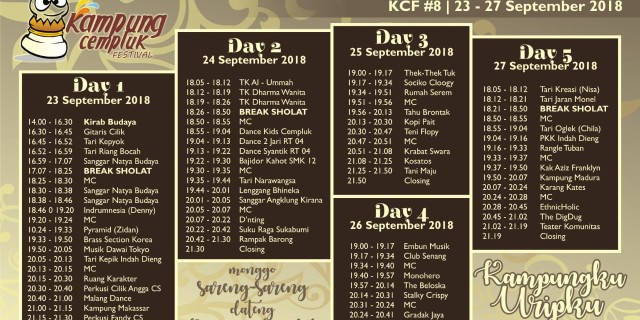 Kampung
Cempluk
FESTIVAL
KCF #8 | 23 - 27 September 2018
Day 1
23 September 2018
14.00 - 16.30 Kirab Budaya
16.30 - 16.45 Gitaris Cilik
16.45 - 16.52 Tari Kepyok
16.52 - 16.59 Tari Riang Bocah
16.59 - 17.07 Sanggar Natya Budaya
17.07 - 18.25 BREAK SHOLAT
18.25 - 18.30 MC
18.30 - 18.38 Sanggar Natya Budaya
18.38 - 18.46 Sanggar Natya Budaya
18.46 0 19.20 Indrumnesia (Denny)
19.20 - 19.24 MC
19.24 - 19.33 Pyramid (Zidan)
19.33 - 19.50 Brass Section Korea
19.50 - 20.05 Musik Dawai Tokyo
20.05 - 20.13 Tari Kepik Indah Dieng
20.13 - 20.15 MC
20.15 - 20.30 Ruang Karakter
20.30 - 20.40 Perkusi Cilik Angga CS
20.40 - 21.00 Malang Dance
21.00 - 21.15 Kampung Makassar
21.15 - 21.30 Perkusi Fandy CS
Day 2
24 September 2018
18.05 - 18.12 TK Al - Ummah
18.12 - 18.19 TK Dharma Wanita
18.19 - 18.26 TK Dharma Wanita
18.26 - 18.50 BREAK SHOLAT
18.50 - 18.55 MC
18.55 - 19.04 Dance Kids Cempluk
19.04 - 19.13 Dance 2 Jari RT 04
19.13 - 19.22 Dance Syantik RT 04
19.22 - 19.30 Bajidor Kahot SMK 12
19.30 - 19.35 MC
19.35 - 19.44 Tari Narawangsa
19.44 - 20.01 Lenggang Bhineka
20.01 - 20.05 Sanggar Angklung Kirana
20.05 - 20.07 MC
20.07 - 20.22 D'nting
20.22 - 20.42 Suku Raga Sukabumi
20.42 - 21.30 Rampak Barong
21.30 Closing
monggo
sareng-sareng
dateng
Day 3
25 September 2018
19.00 - 19.17 Thek-Thek Tuk
19.17 - 19.34 Sociko Cloogy
19.34 - 19.51 Rumah Serem
19.51 - 19.56 MC
19.56 - 20.13 Tahu Brontak
20.13 - 20.30 Kopi Pait
20.30 - 20.47 Teni Flopy
20.47 - 20.51 MC
20.51 - 21.08 Krabat Swara
21.08 - 21.25 Kosatos
21.25 - 21.50 Tani Maju
21.50 Closing
Day 4
26 September 2018
19.00 - 19.17 Embun Musik
19.17 - 19.34 Club Senang
19.34 - 19.40 MC
19.40 - 19.57 Monohero
19.57 - 20.14 The Beloska
20.14 - 20.31 Stalky Crispy
20.31 - 20.24 MC
20.24 - 20.41 Gradak Jaya
Day 5
27 September 2018
18.05 - 18.12 Tari Kreasi (Nisa)
18.12 - 18.21 Tari Jaran Monel
18.21 - 18.50 BREAK SHOLAT
18.50 - 18.55 MC
18.55 - 19.04 Tari Oglek (Chila)
19.04 - 19.16 PKK Indah Dieng
19.16 - 19.33 Rangle Tuban
19.33 - 19.37 MC
19.37 - 19.50 Kak Aziz Franklyn
19.50 - 20.07 Kampung Madura
20.07 - 20.24 Karang Kates
20.24 - 20.28 MC
20.28 - 20.45 EthnicHolic
20.45 - 21.02 The DigDug
21.02 - 21.19 Teater Komunitas
21.19 Closing
Kampungku
Uripku